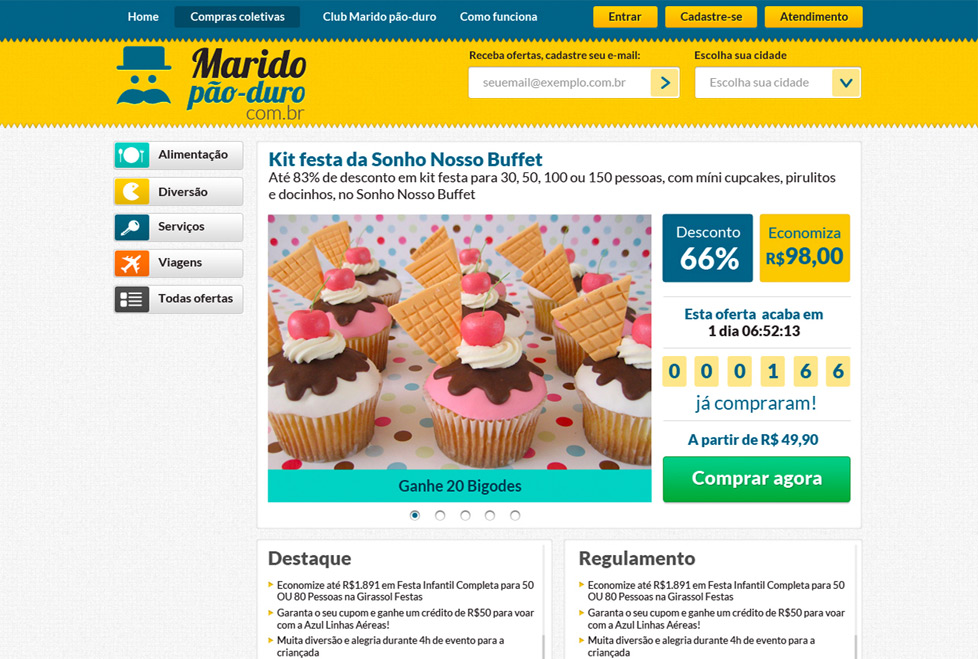 Home
Compras coletivas
Club Marido pão-duro
Como funciona
Entrar
Cadastre-se
Atendimento
Marido
pão-duro
com.br
Receba ofertas, cadastre seu e-mail:
seuemail@exemplo.com.br
Escolha sua cidade
Escolha sua cidade
Alimentação
Diversão
Serviços
Viagens
Todas ofertas
Kit festa da Sonho Nosso Buffet
Até 83% de desconto em kit festa para 30, 50, 100 ou 150 pessoas, com míni cupcakes, pirulitos
e docinhos, no Sonho Nosso Buffet
Desconto
66%
Economiza
R$98,00
Esta oferta acaba em
1 dia 06:52:13
0 0 0 1 6 6
já compraram!
A partir de R$ 49,90
Comprar agora
Ganhe 20 Bigodes
Destaque
Economize até R$1.891 em Festa Infantil Completa para 50
OU 80 Pessoas na Girassol Festas
Garanta o seu cupom e ganhe um crédito de R$50 para voar
com a Azul Linhas Aéreas!
Muita diversão e alegria durante 4h de evento para a
criançada
Regulamento
Economize até R$1.891 em Festa Infantil Completa para 50
OU 80 Pessoas na Girassol Festas
Garanta o seu cupom e ganhe um crédito de R$50 para voar
com a Azul Linhas Aéreas!
Muita diversão e alegria durante 4h de evento para a
criançada